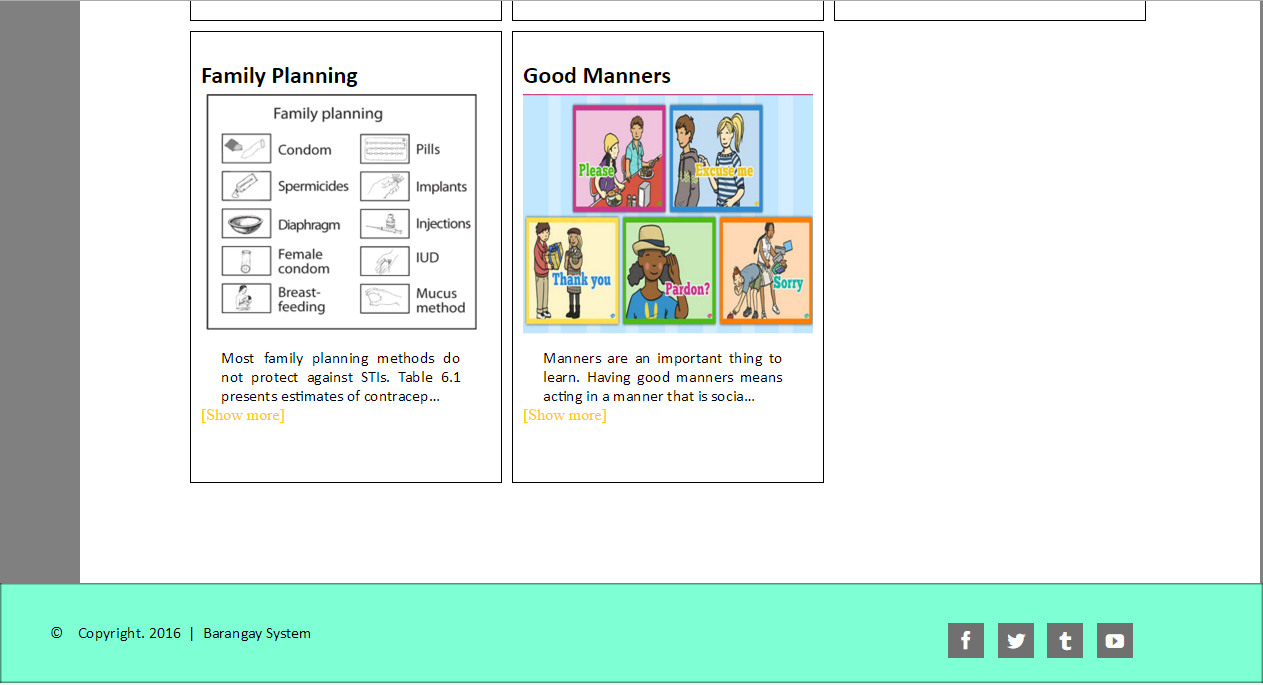 Family Planning
Family planning
Condom
Pills
Spermicides
Implants
Diaphragm
Injections
Female
condom
IUD
Breast-
feeding
Mucus
method
Most family planning methods do
not protect against STIs. Table 6.1
presents estimates of contracep...
[Show more]
Good Manners
Please
Excuse me
Thank you
Pardon?
Sorry
Manners are an important thing to
learn. Having good manners means
acting in a manner that is socia...
[Show more]
© Copyright. 2016 | Barangay System